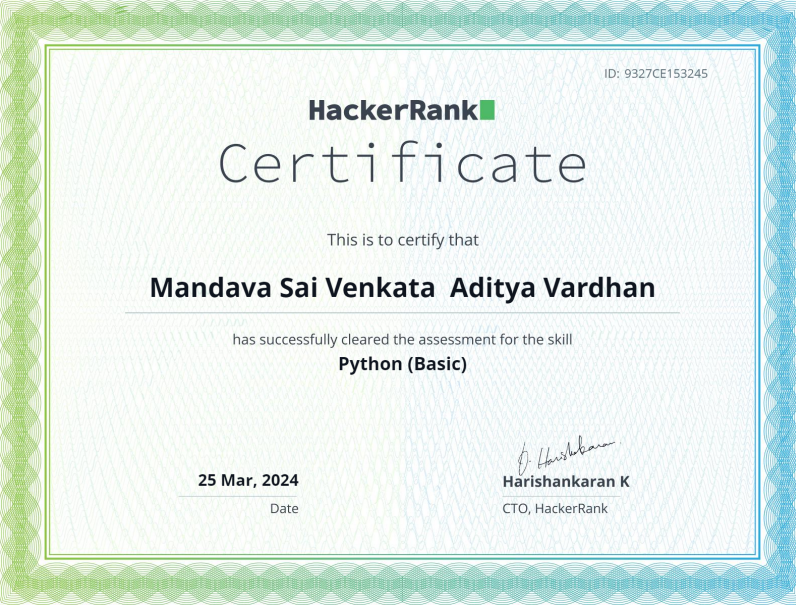 ID: 9327CE153245
HackerRank
Certificate
This is to certify that
Mandava Sai Venkata  Aditya Vardhan
has successfully cleared the assessment for the skill
Python (Basic)
25 Mar, 2024
Date
D. Harishankaran
Harishankaran K
CTO, HackerRank